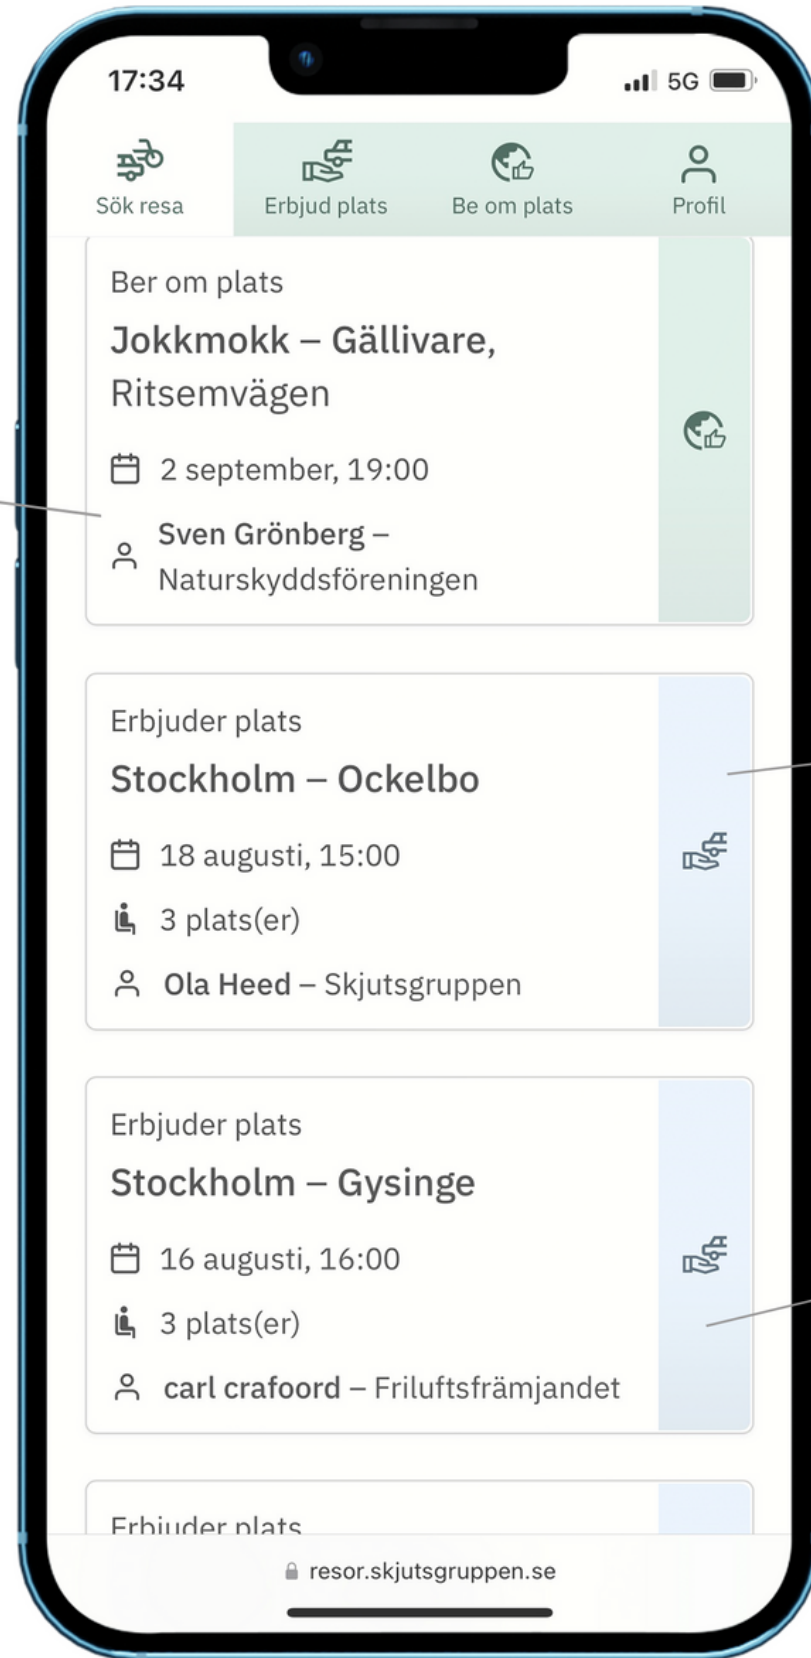 17:34
5G
Sök resa
Erbjud plats
Be om plats
Profil
Ber om plats
Jokkmokk – Gällivare,
Ritsemvägen
2 september, 19:00
Sven Grönberg –
Naturskyddsföreningen
Erbjuder plats
Stockholm – Ockelbo
18 augusti, 15:00
3 plats(er)
Ola Heed – Skjutsgruppen
Erbjuder plats
Stockholm – Gysinge
16 augusti, 16:00
3 plats(er)
carl crafoord – Friluftsfrämjandet
Erbjuder plats
resor.skjutsgruppen.se